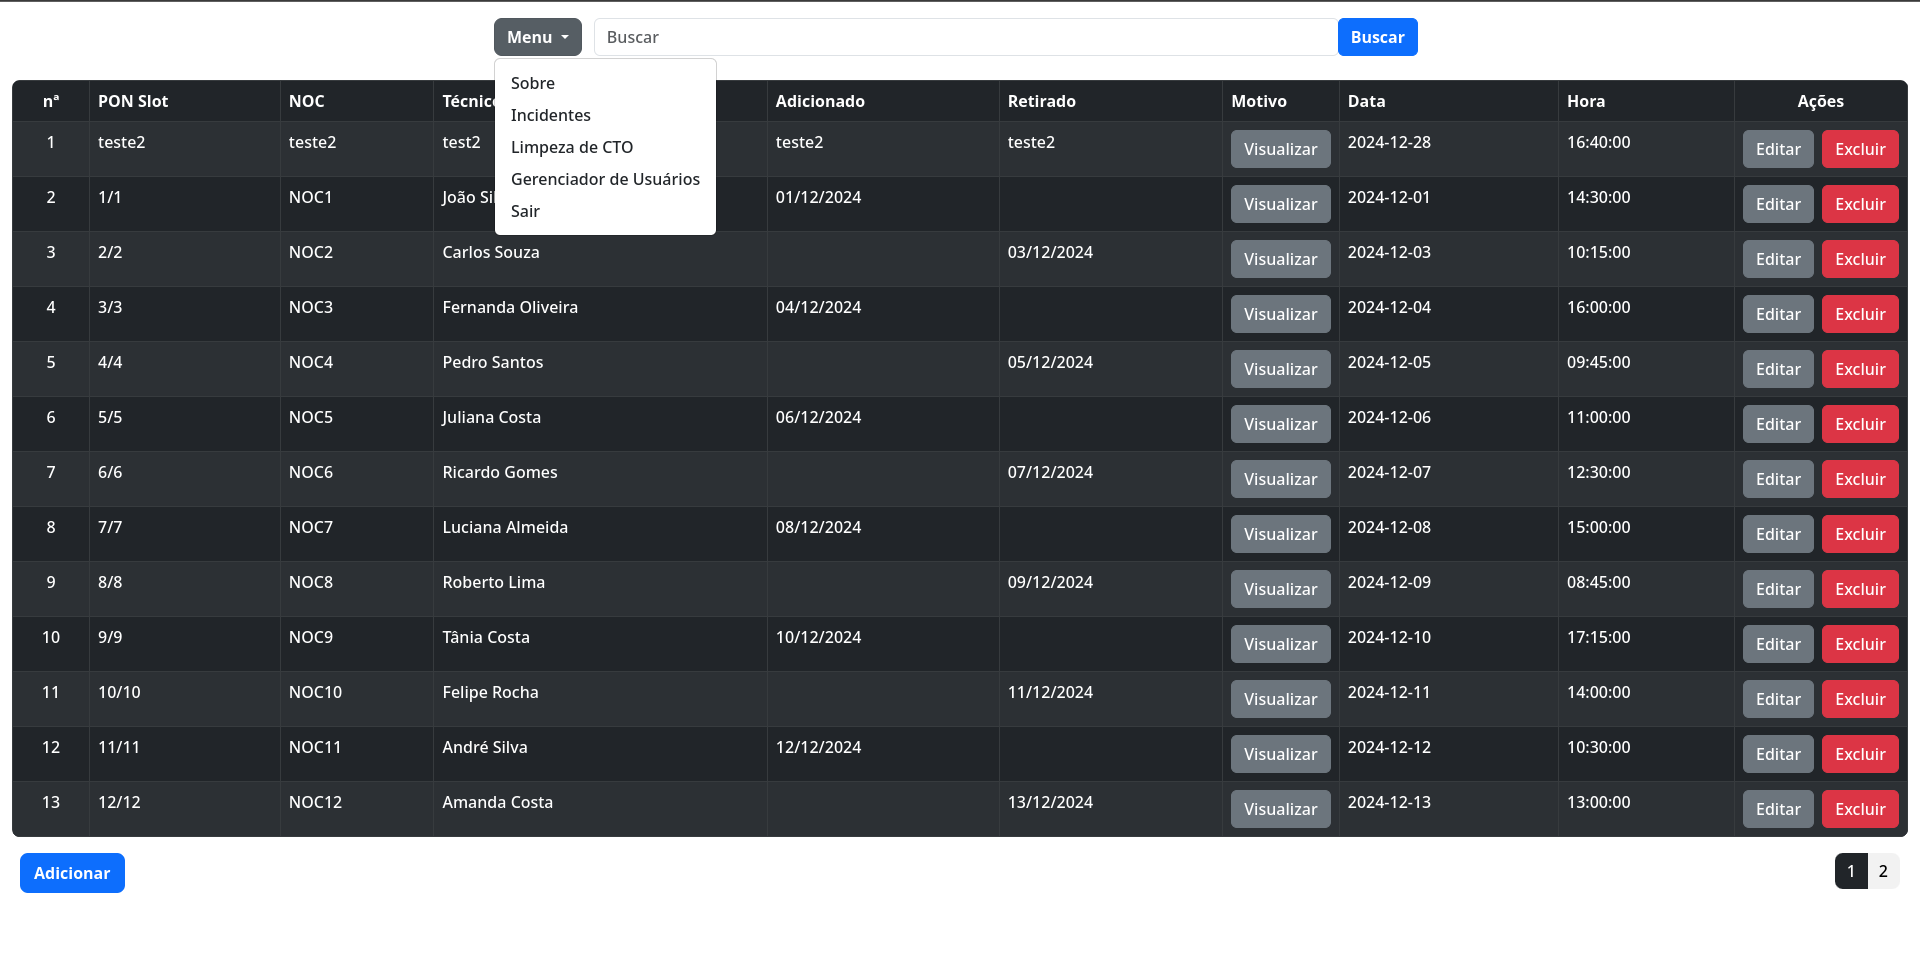 Menu Buscar Buscar
Sobre
Incidentes
Limpeza de CTO
Gerenciador de Usuários
Sair
nª PON Slot NOC Adicionado Retirado Motivo Data Hora Ações
1 teste2 teste2 test2 teste2 teste2 Visualizar 2024-12-28 16:40:00 Editar Excluir
2 1/1 NOC1 João 01/12/2024 Visualizar 2024-12-01 14:30:00 Editar Excluir
3 2/2 NOC2 Carlos Souza 03/12/2024 Visualizar 2024-12-03 10:15:00 Editar Excluir
4 3/3 NOC3 Fernanda Oliveira 04/12/2024 Visualizar 2024-12-04 16:00:00 Editar Excluir
5 4/4 NOC4 Pedro Santos 05/12/2024 Visualizar 2024-12-05 09:45:00 Editar Excluir
6 5/5 NOC5 Juliana Costa 06/12/2024 Visualizar 2024-12-06 11:00:00 Editar Excluir
7 6/6 NOC6 Ricardo Gomes 07/12/2024 Visualizar 2024-12-07 12:30:00 Editar Excluir
8 7/7 NOC7 Luciana Almeida 08/12/2024 Visualizar 2024-12-08 15:00:00 Editar Excluir
9 8/8 NOC8 Roberto Lima 09/12/2024 Visualizar 2024-12-09 08:45:00 Editar Excluir
10 9/9 NOC9 Tânia Costa 10/12/2024 Visualizar 2024-12-10 17:15:00 Editar Excluir
11 10/10 NOC10 Felipe Rocha 11/12/2024 Visualizar 2024-12-11 14:00:00 Editar Excluir
12 11/11 NOC11 André Silva 12/12/2024 Visualizar 2024-12-12 10:30:00 Editar Excluir
13 12/12 NOC12 Amanda Costa 13/12/2024 Visualizar 2024-12-13 13:00:00 Editar Excluir
Adicionar 1 2